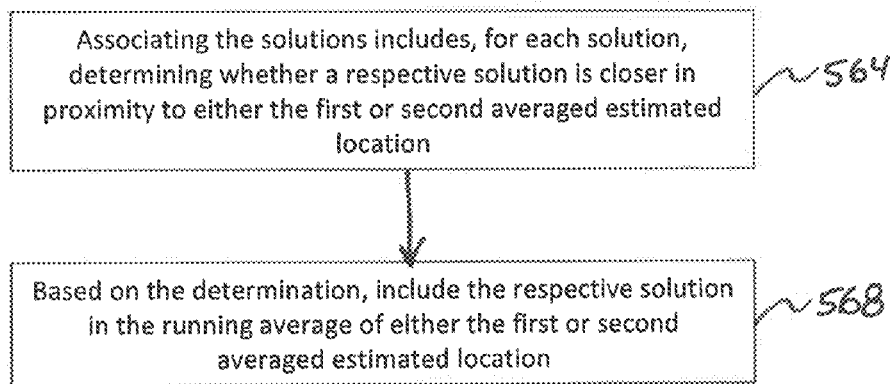 Associating the solutions includes, for each solution,
determining whether a respective solution is closer in
proximity to either the first or second averaged estimated
location
564
Based on the determination, include the respective solution
in the running average of either the first or second
averaged estimated location
568